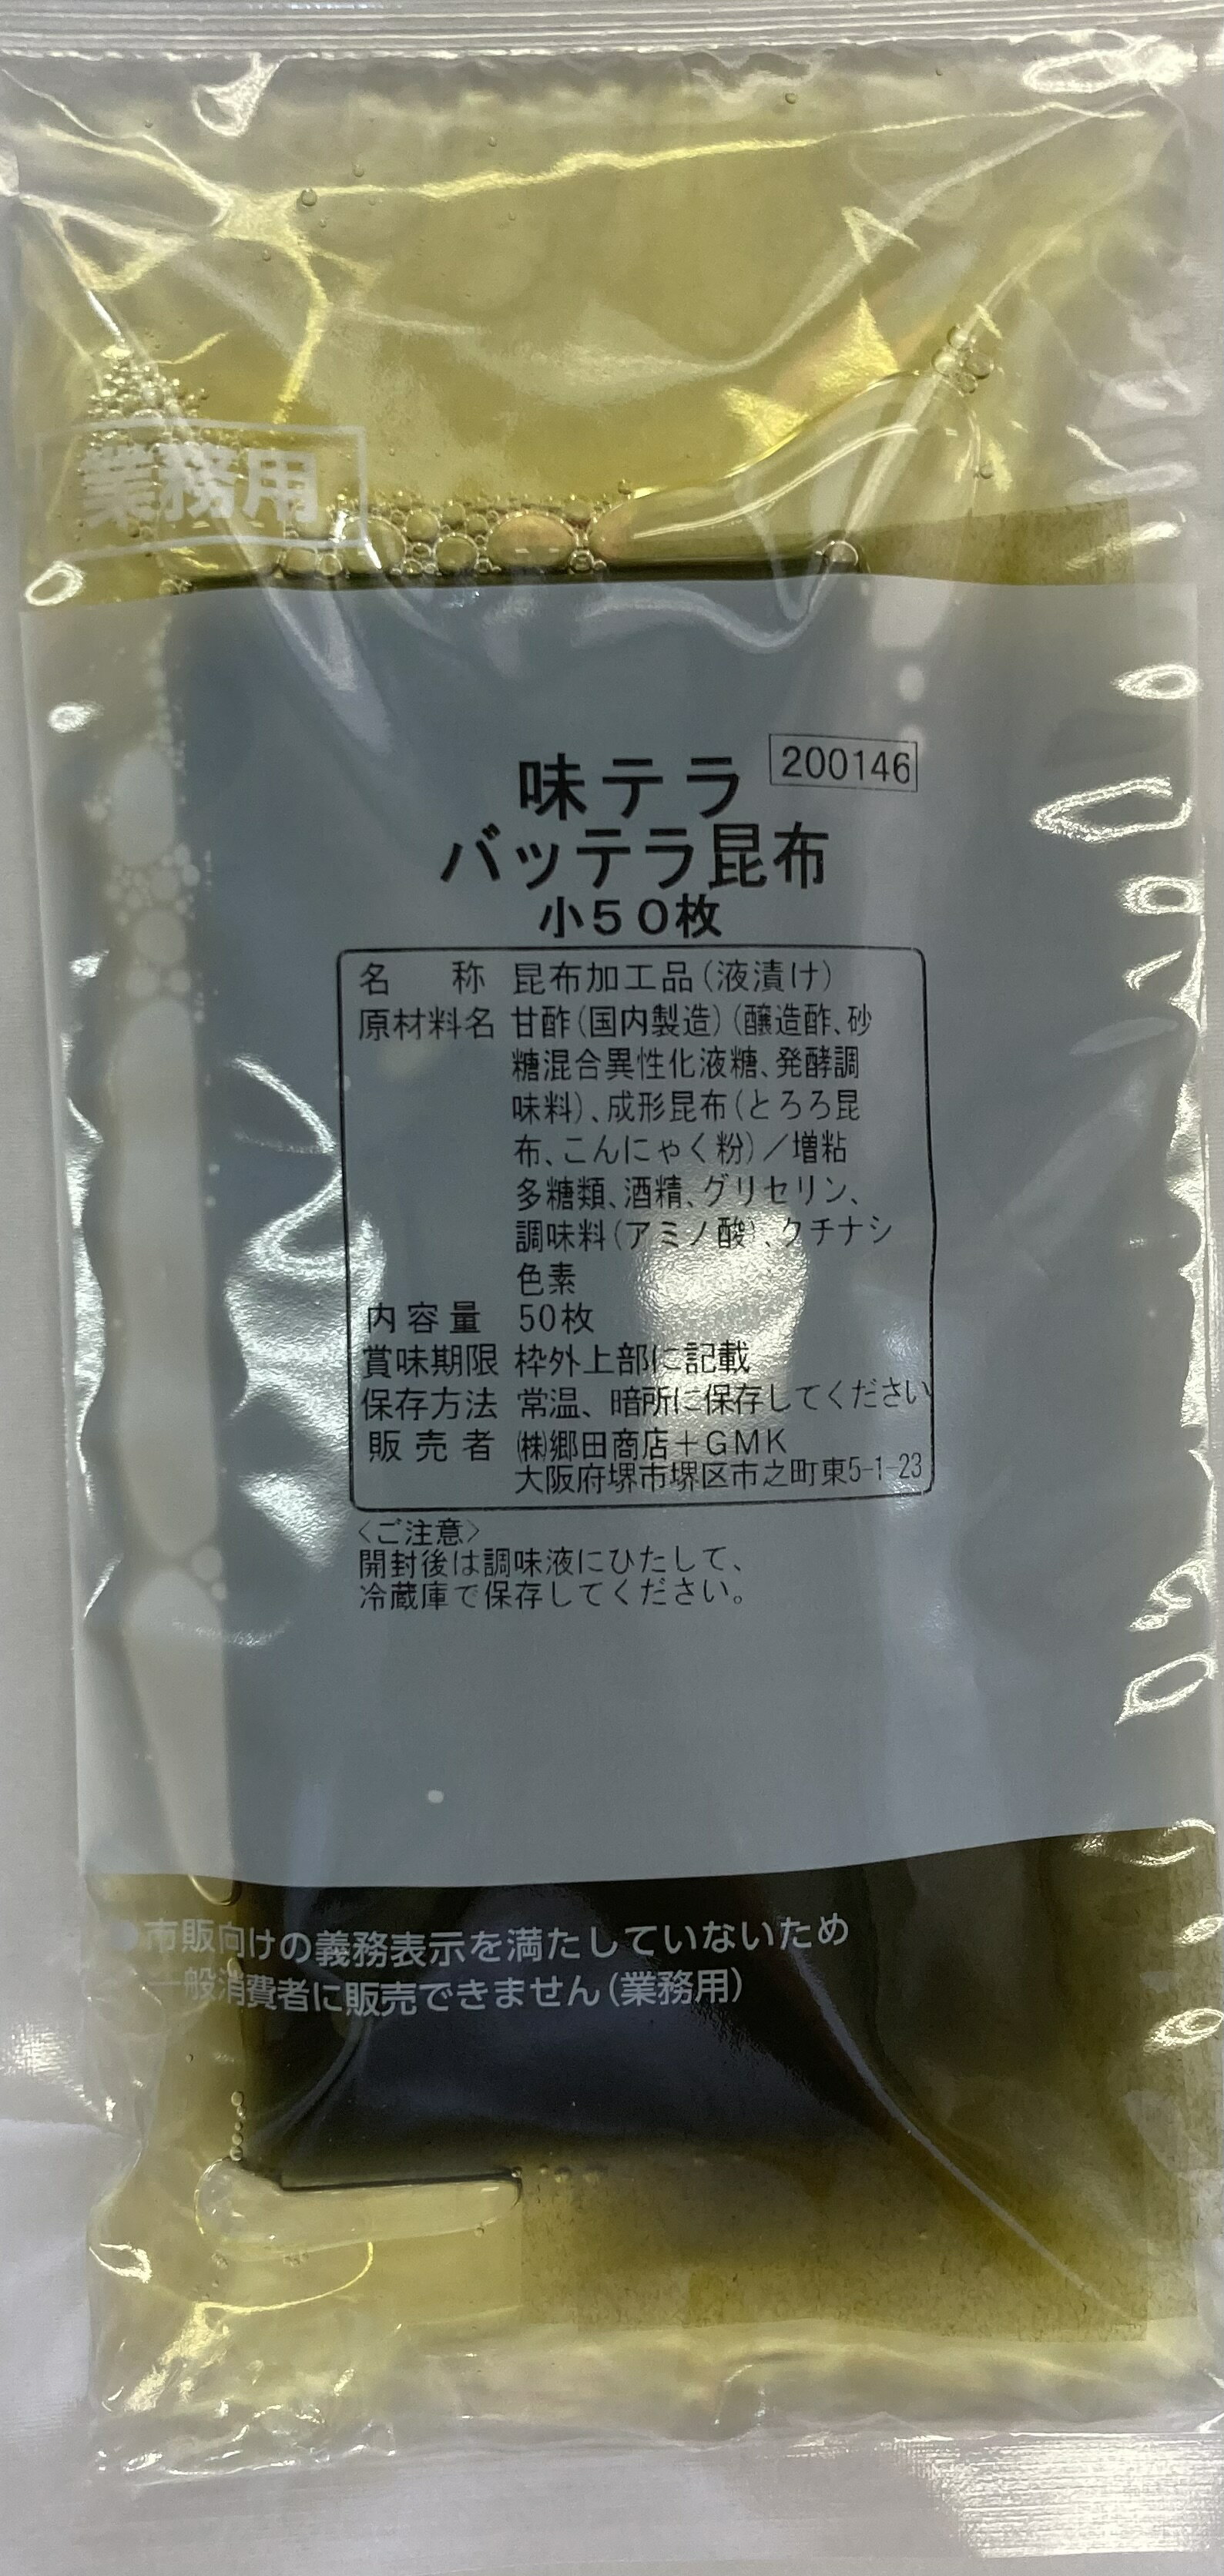 業務用
味テラ 200146
バッテラ昆布
小50枚
名　称 昆布加工品(液漬け)
原材料名 甘酢(国内製造)(醸造酢、砂
糖混合異性化液糖、発酵調
味料)、成形昆布(とろろ昆
布、こんにゃく粉)/増粘
多糖類、酒精、グリセリン、
調味料(アミノ酸)、クチナシ
色素
内容量 50枚
賞味期限 枠外上部に記載
保存方法 常温、暗所に保存してください
販売者 ㈱郷田商店+GMK
大阪府堺市堺区市之町東5-1-23
<ご注意>
開封後は調味液にひたして、
冷蔵庫で保存してください。
●市販向けの義務表示を満たしていないため
一般消費者に販売できません(業務用)